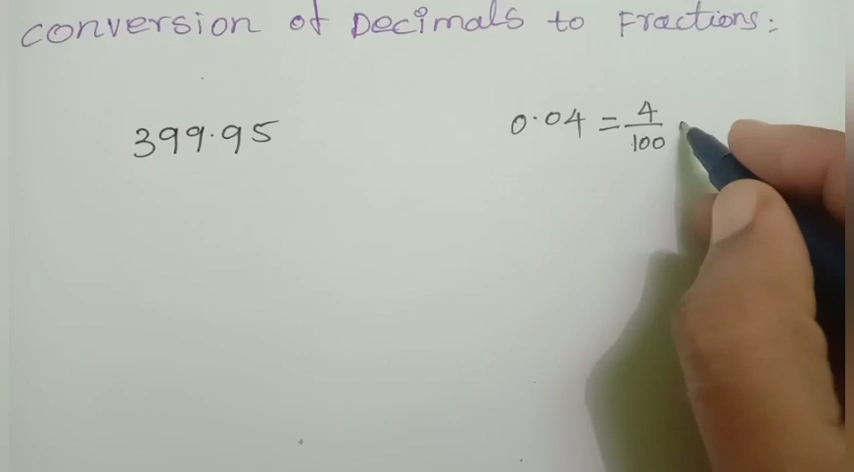 Conversion of Decimals to Fractions:
399.95
0.04 = 4/100